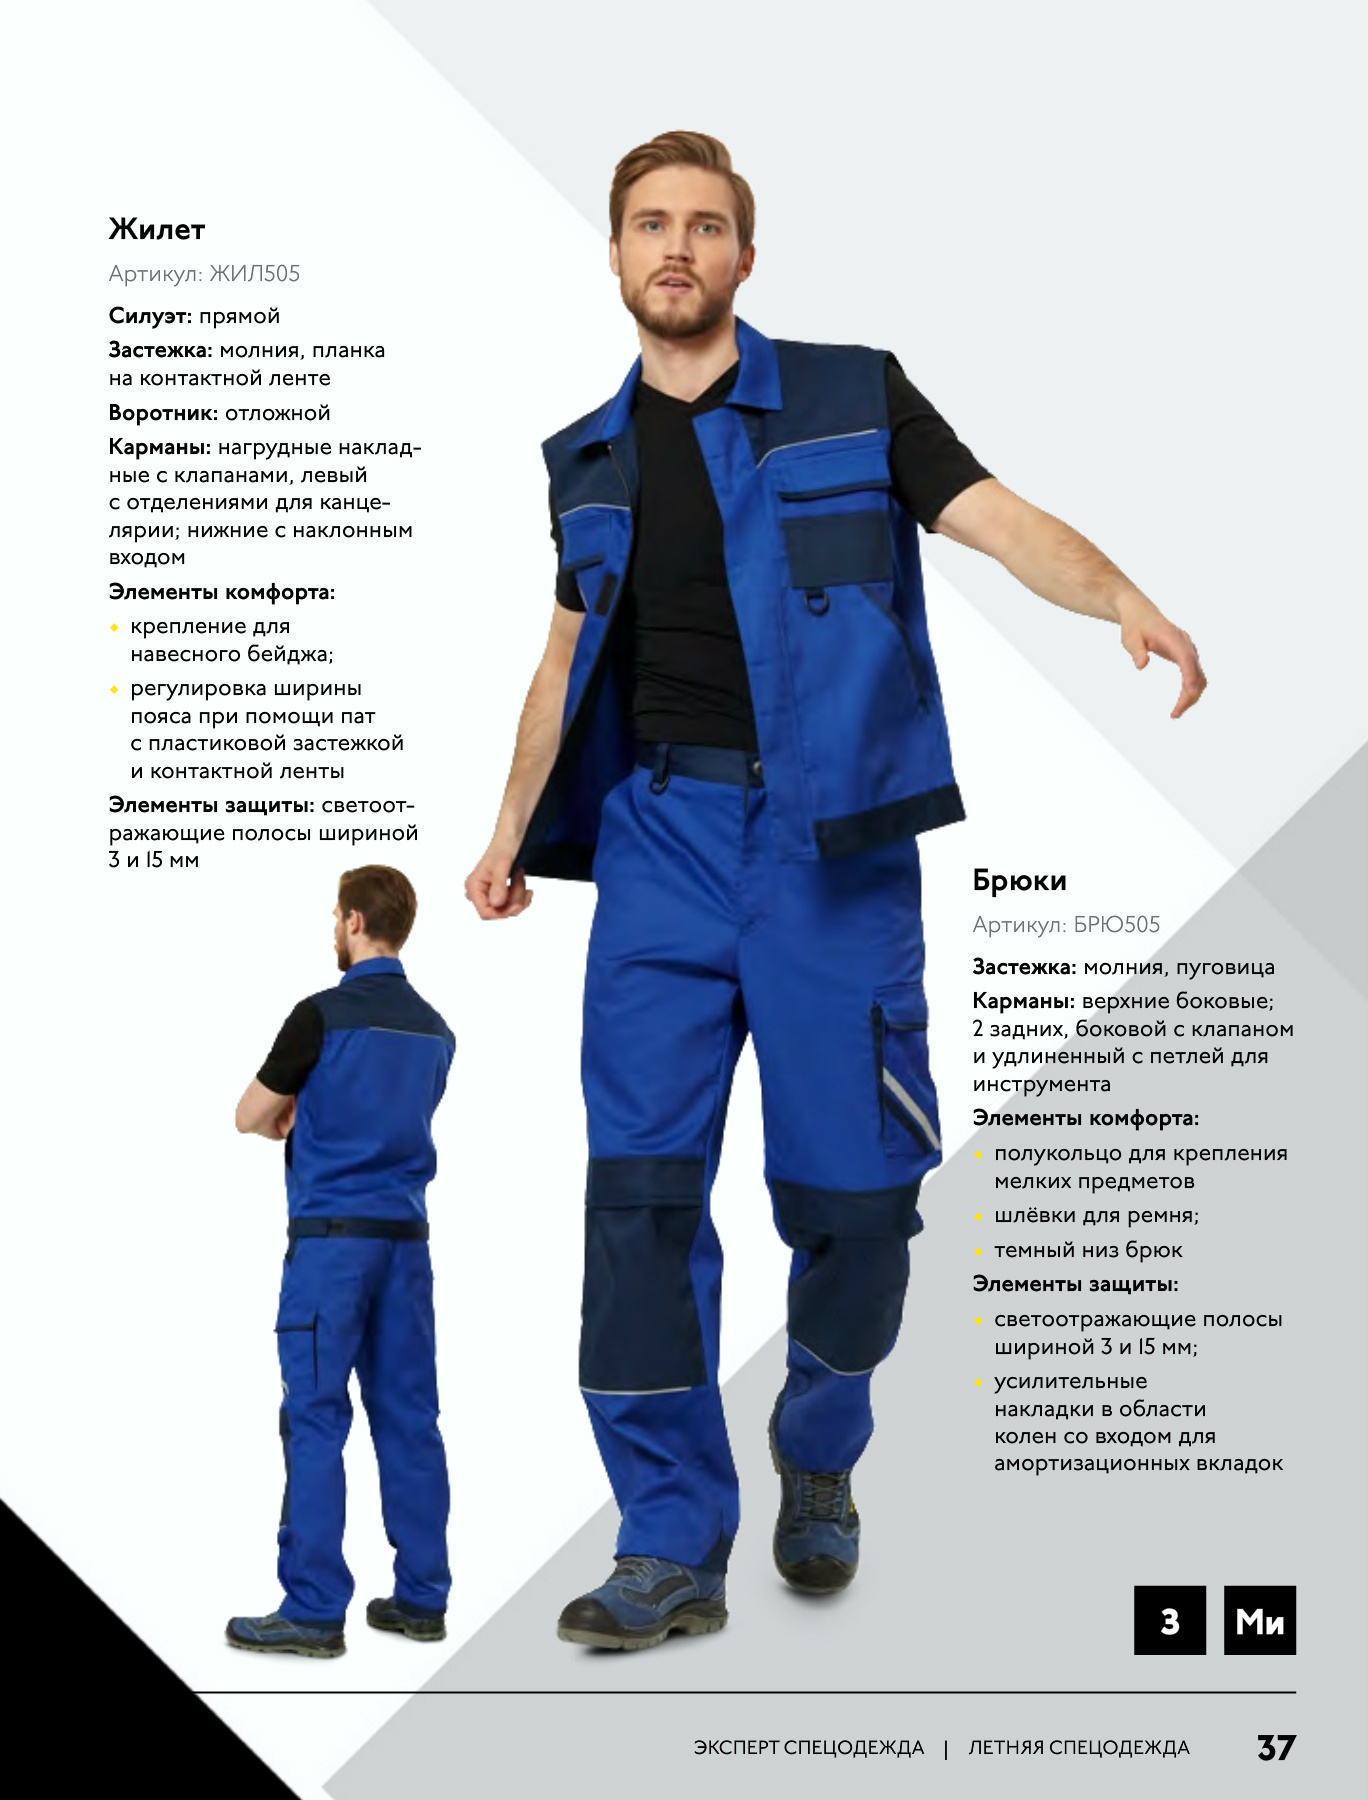 Жилет
Артикул: ЖИЛ505
Силуэт: прямой
Застежка: молния, планка
на контактной ленте
Воротник: отложной
Карманы: нагрудные наклад-
ные с клапанами, левый
с отделениями для канце-
лярии; нижние с наклонным
входом
Элементы комфорта:
крепление для
навесного бейджа;
регулировка ширины
пояса при помощи пат
с пластиковой застежкой
и контактной ленты
Элементы защиты: светоот-
ражающие полосы шириной
3 и 15 мм
Брюки
Артикул: БРЮ505
Застежка: молния, пуговица
Карманы: верхние боковые;
2 задних, боковой с клапаном
и удлиненный с петлей для
инструмента
Элементы комфорта:
полукольцо для крепления
мелких предметов
шлёвки для ремня;
темный низ брюк
Элементы защиты:
светоотражающие полосы
шириной 3 и 15 мм;
усилительные
накладки в области
колен со входом для
амортизационных вкладок
З Ми
ЭКСПЕРТ СПЕЦОДЕЖДА | ЛЕТНЯЯ СПЕЦОДЕЖДА 37